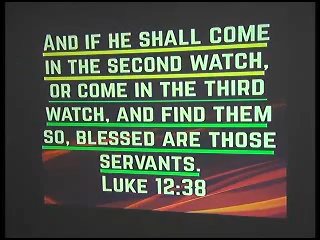 AND IF HE SHALL COME
IN THE SECOND WATCH,
OR COME IN THE THIRD
WATCH, AND FIND THEM
SO, BLESSED ARE THOSE
SERVANTS.
LUKE 12:38